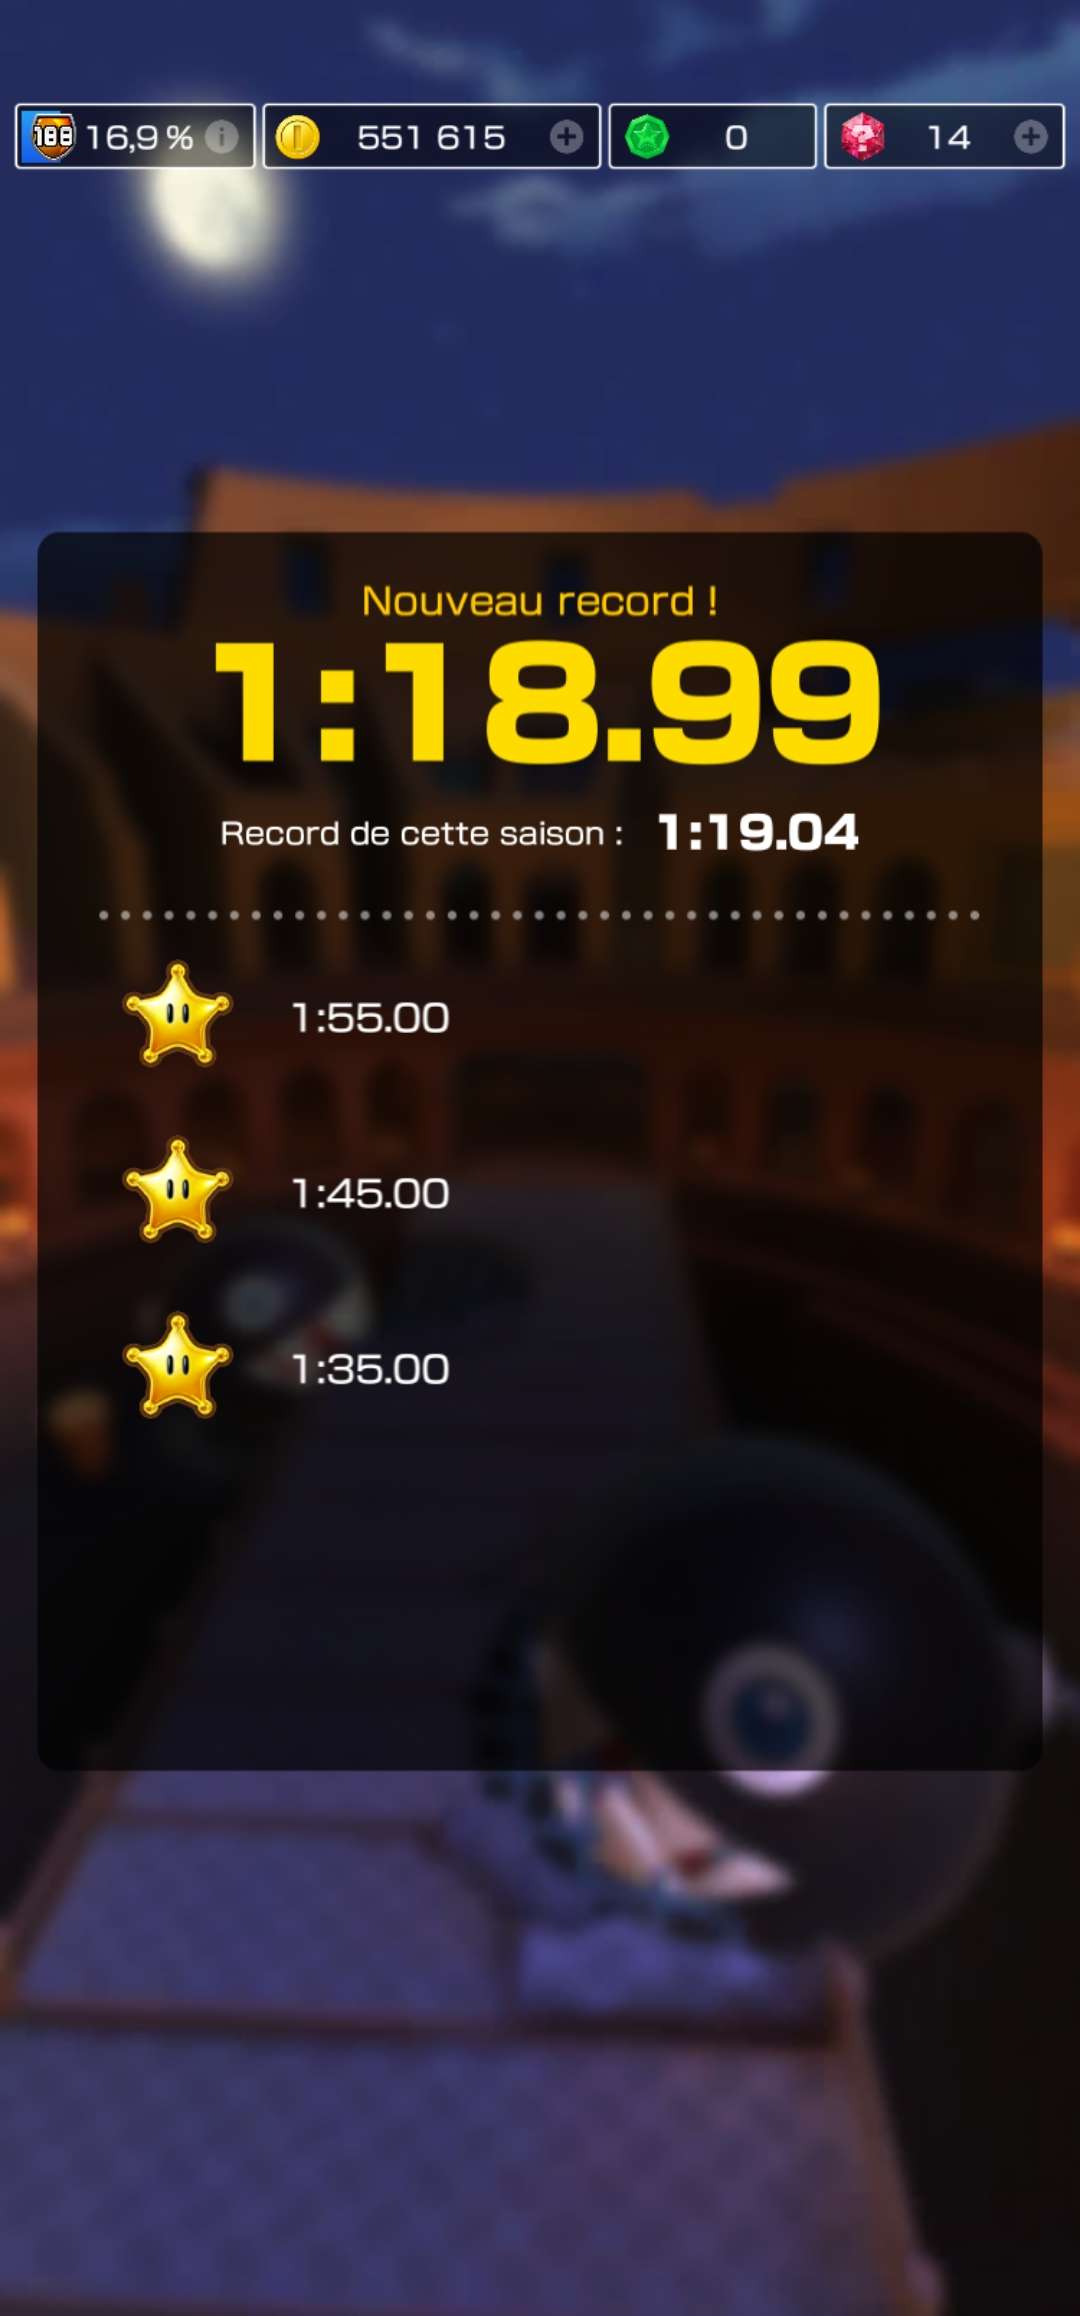 188 16,9% i 551 615 + 0 14 +
Nouveau record !
1:18.99
Record de cette saison : 1:19.04
1:55.00
1:45.00
1:35.00